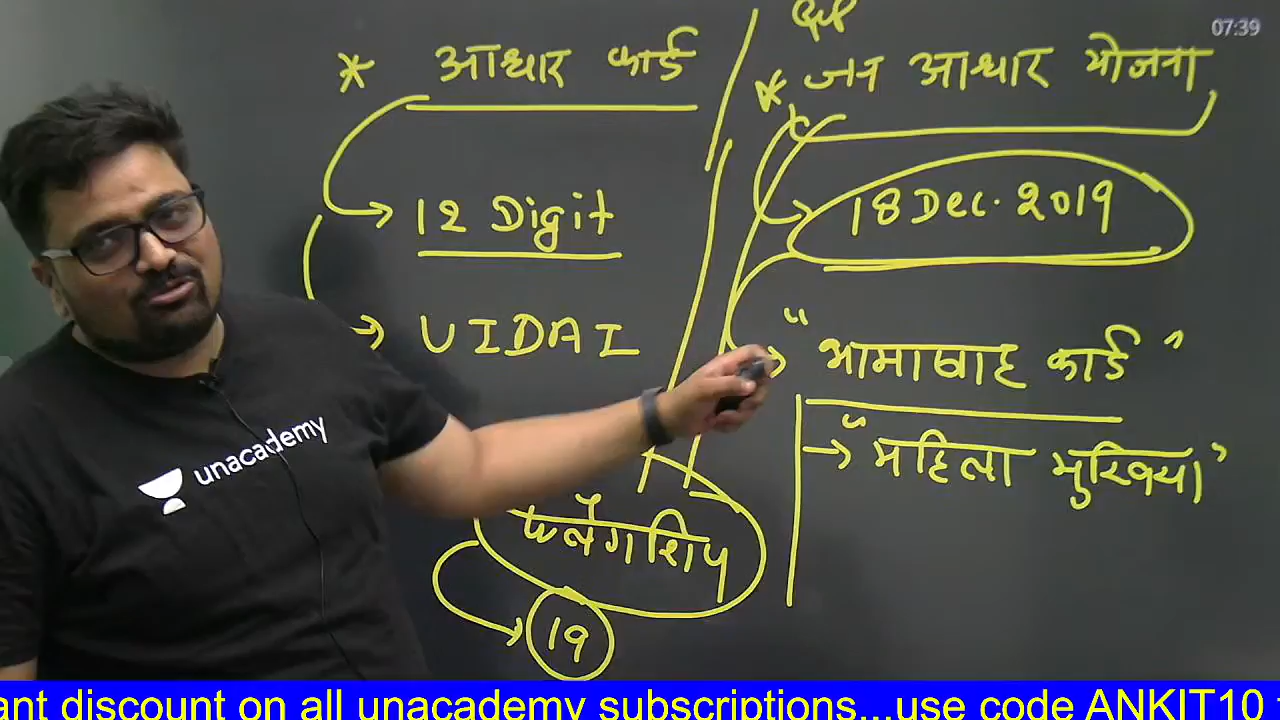 07:39
* आधार कार्ड
* जन आधार योजना
12 Digit
18 Dec. 2019
UIDAI
"भामाशाह कार्ड"
"महिला मुखिया"
unacademy
फ्लैगशिप
19
ant discount on all unacademy subscriptions...use code ANKIT10